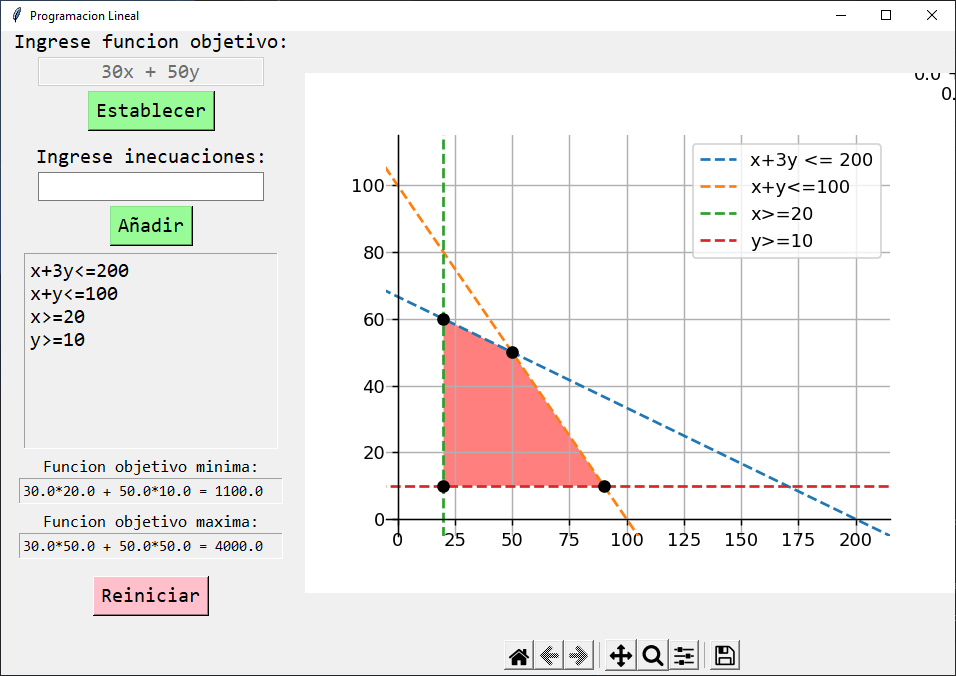 Programacion Lineal
Ingrese funcion objetivo:
30x + 50y
Establecer
Ingrese inecuaciones:
Añadir
x+3y<=200
x+y<=100
x>=20
y>=10
Funcion objetivo minima:
30.0*20.0 + 50.0*10.0 = 1100.0
Funcion objetivo maxima:
30.0*50.0 + 50.0*50.0 = 4000.0
Reiniciar
x+3y <= 200
x+y<=100
x>=20
y>=10
100
80
60
40
20
0
0 25 50 75 100 125 150 175 200